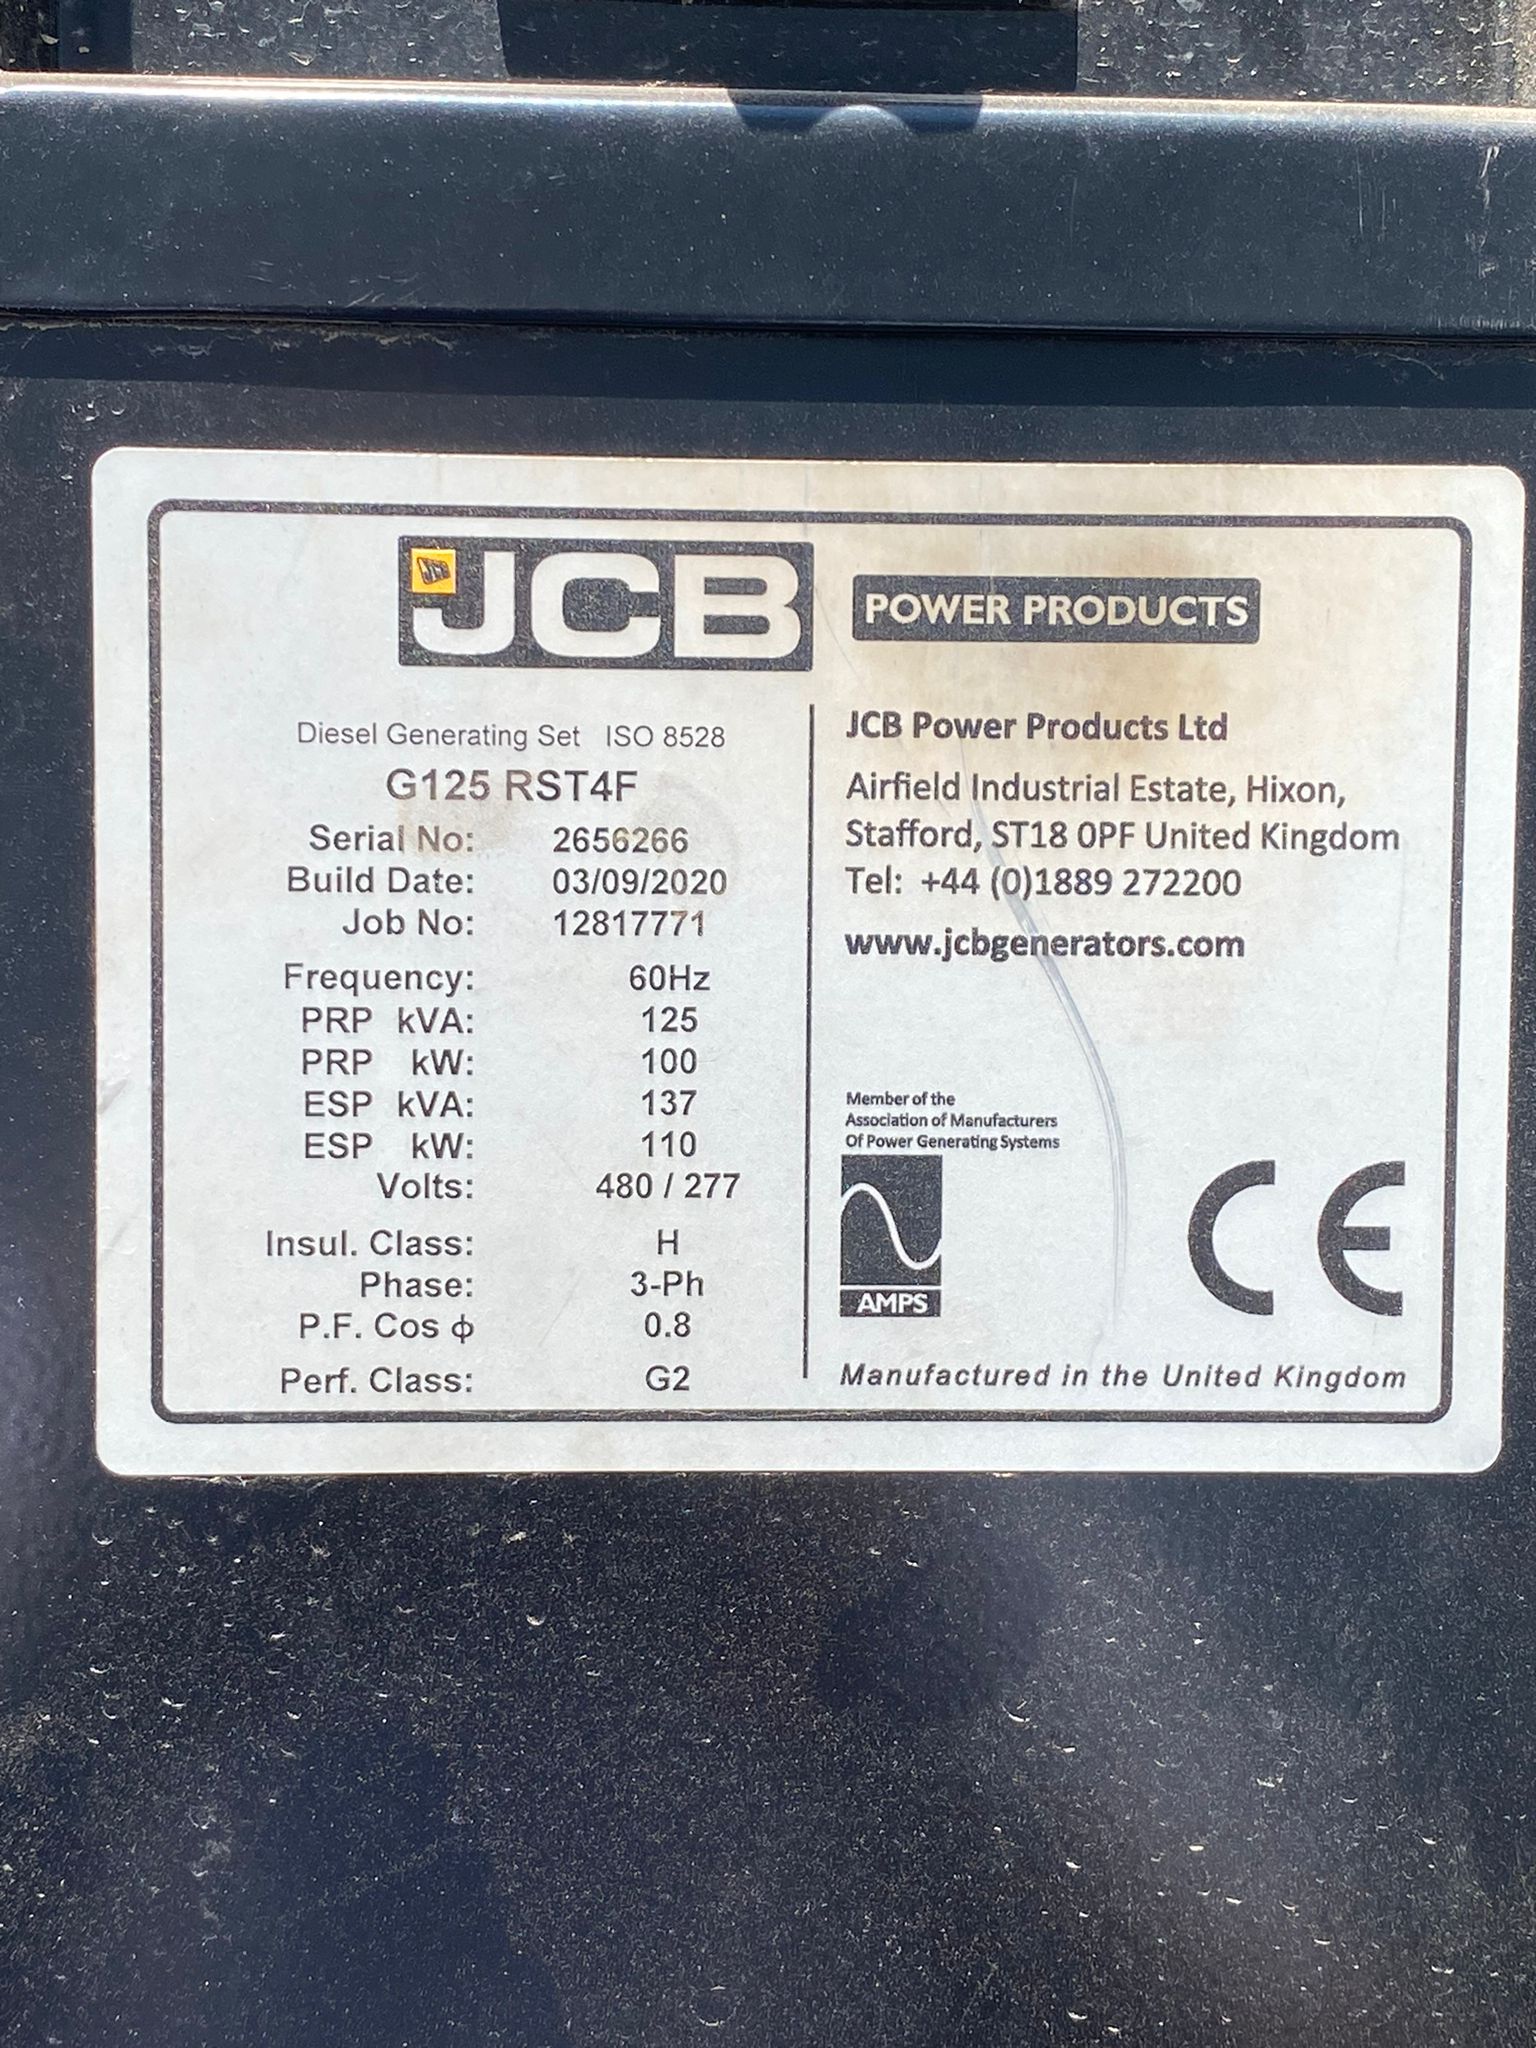 JCB
POWER PRODUCTS
Diesel Generating Set ISO 8528
G125 RST4F
Serial No: 2656266
Build Date: 03/09/2020
Job No: 12817771
Frequency: 60Hz
PRP kVA: 125
PRP kW: 100
ESP kVA: 137
ESP kW: 110
Volts: 480 / 277
Insul. Class: H
Phase: 3-Ph
P.F. Cos ϕ 0.8
Perf. Class: G2
JCB Power Products Ltd
Airfield Industrial Estate, Hixon,
Stafford, ST18 0PF United Kingdom
Tel: +44 (0)1889 272200
www.jcbgenerators.com
Member of the
Association of Manufacturers
Of Power Generating Systems
AMPS
CE
Manufactured in the United Kingdom